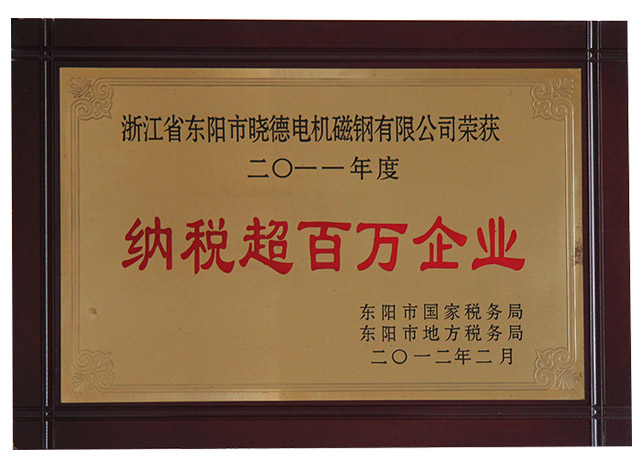 浙江省东阳市晓德电机磁钢有限公司荣获
二〇一一年度
纳税超百万企业
东阳市国家税务局
东阳市地方税务局
二〇一二年二月